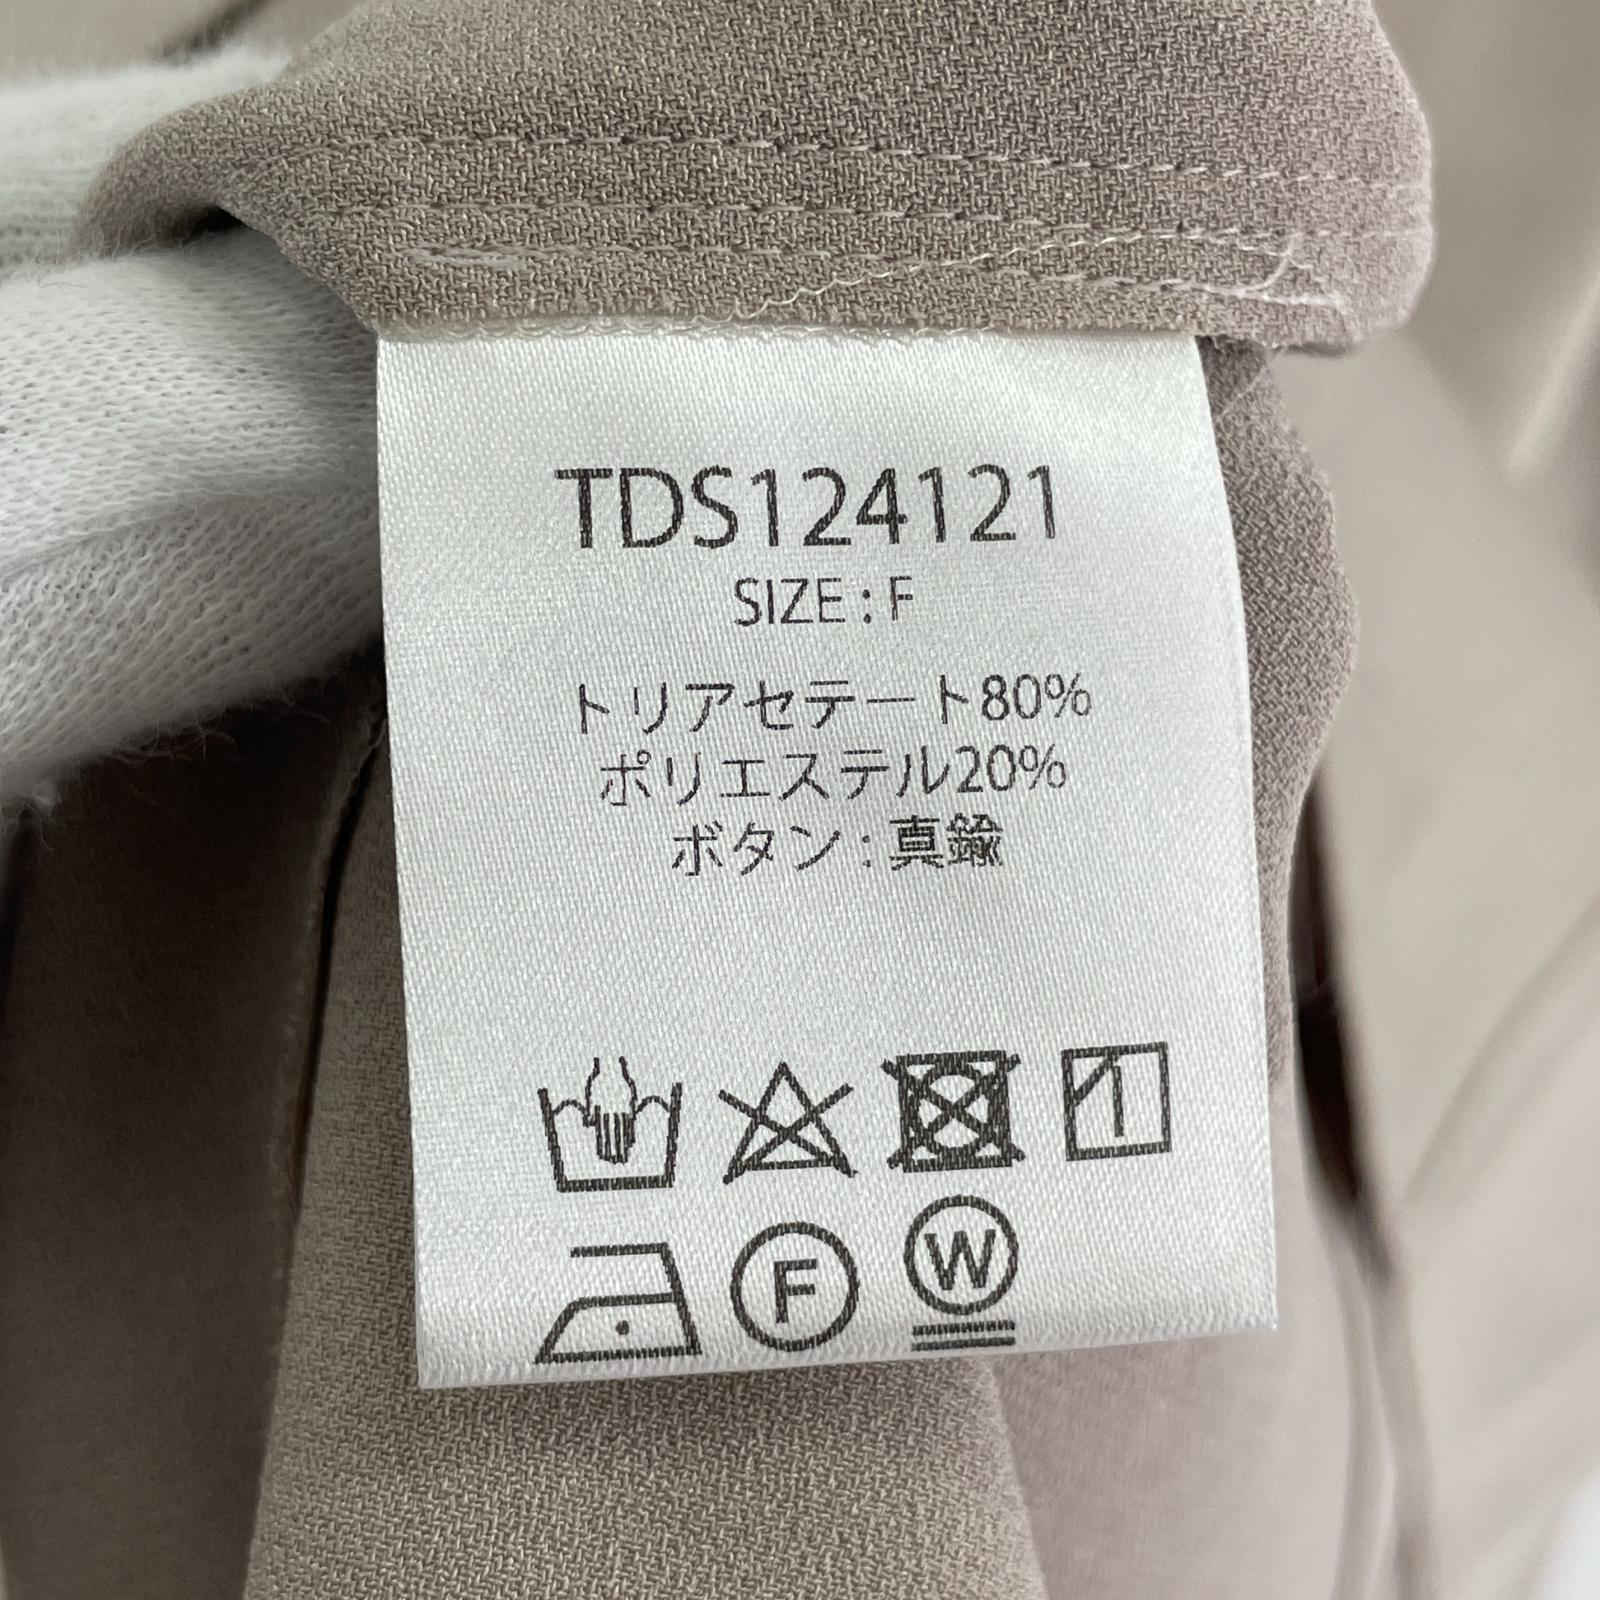 TDS124121
SIZE : F
トリアセテート80%
ポリエステル20%
ボタン : 真鍮
F
W